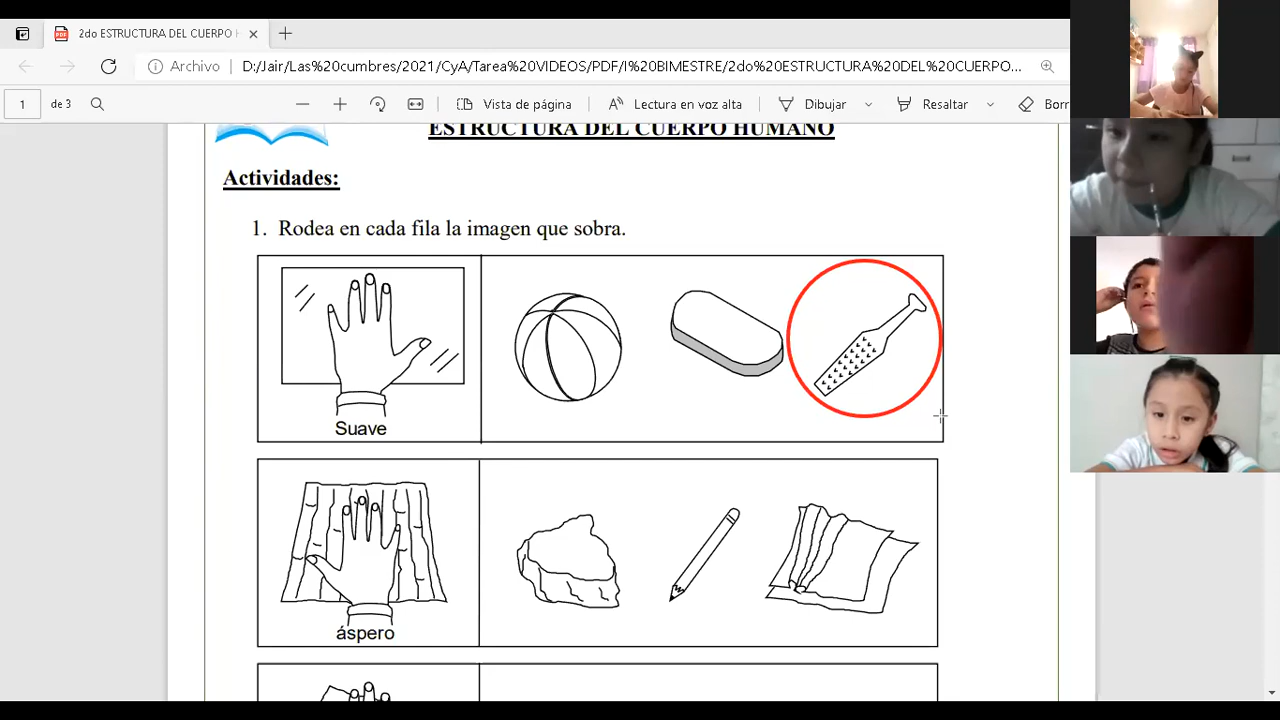 2do ESTRUCTURA DEL CUERPO H
Archivo D:/Jair/Las%20cumbres/2021/CyA/Tarea%20VIDEOS/PDF/I%20BIMESTRE/2do%20ESTRUCTURA%20DEL%20CUERPO...
1 de 3 Vista de página Lectura en voz alta Dibujar Resaltar Borr
ESTRUCTURA DEL CUERPO HUMANO
Actividades:
1. Rodea en cada fila la imagen que sobra.
Suave
áspero